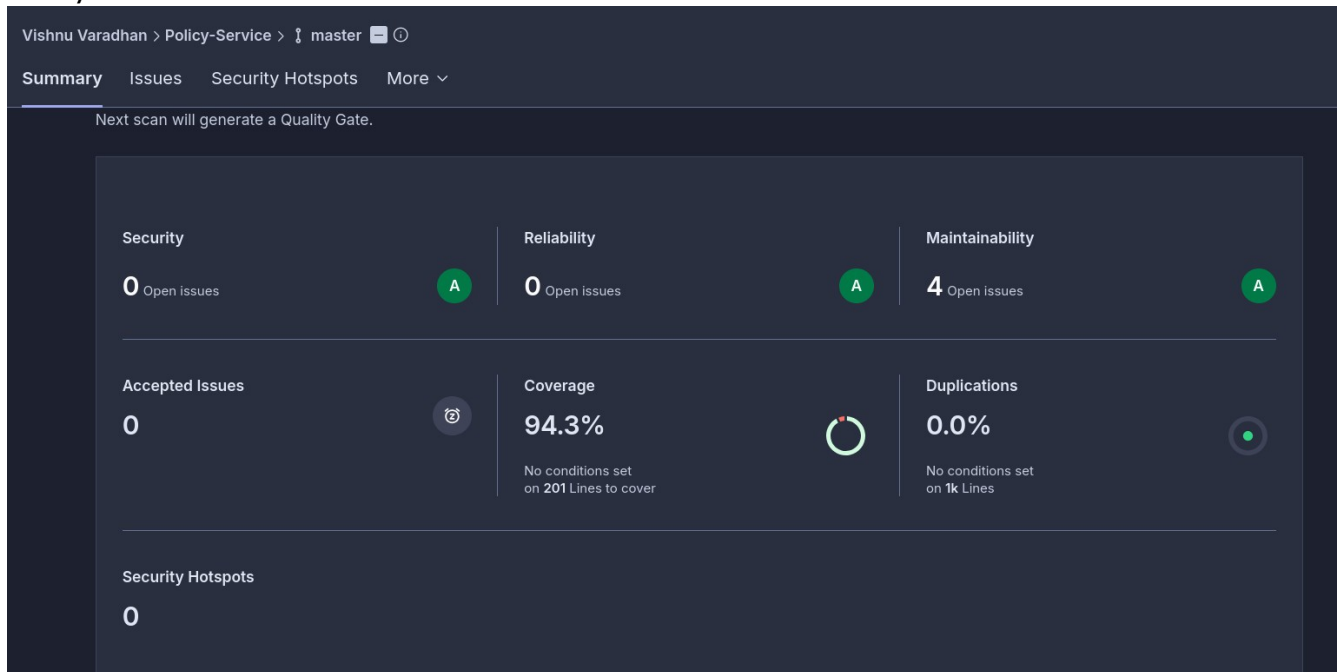 Vishnu Varadhan > Policy-Service > master
Summary Issues Security Hotspots More
Next scan will generate a Quality Gate.
Security Reliability Maintainability
0 Open issues A 0 Open issues A 4 Open issues A
Accepted Issues Coverage Duplications
0 94.3% 0.0%
No conditions set No conditions set
on 201 Lines to cover on 1k Lines
Security Hotspots
0